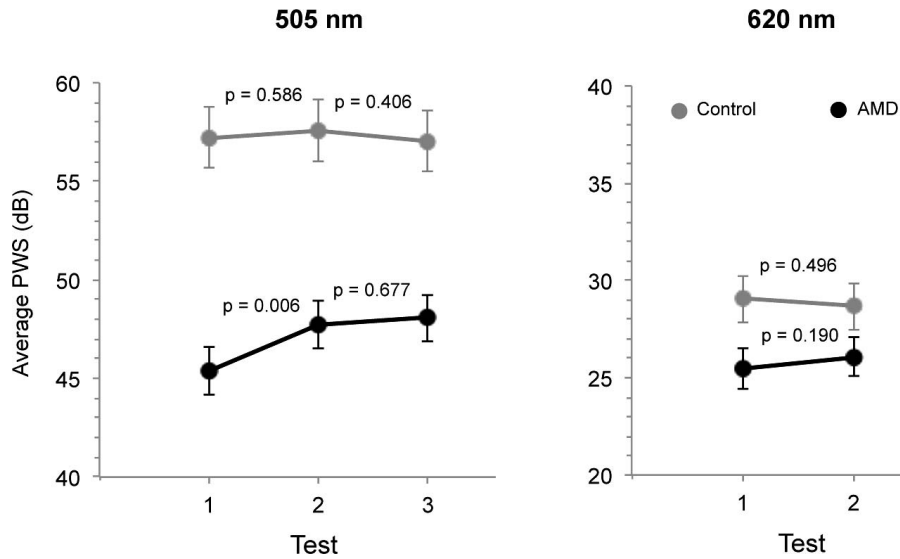 505 nm
620 nm
Average PWS (dB)
60
55
50
45
40
p = 0.586
p = 0.406
p = 0.006
p = 0.677
1
2
3
Test
40
35
30
25
20
Control
AMD
p = 0.496
p = 0.190
1
2
Test